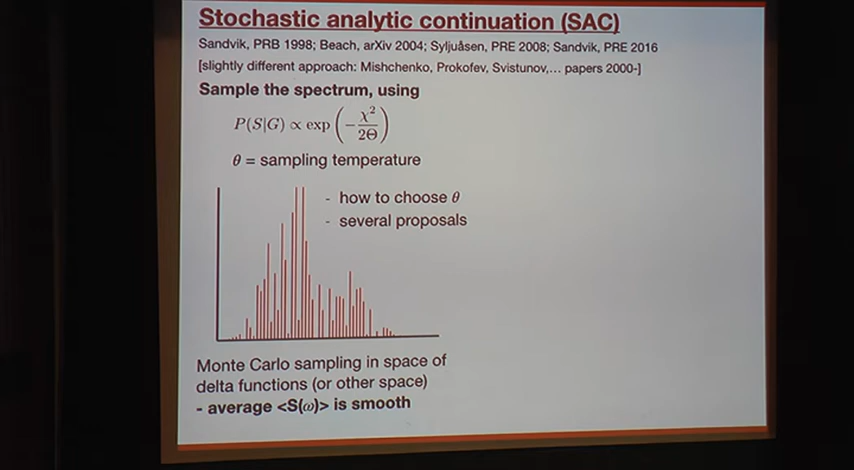 Stochastic analytic continuation (SAC)
Sandvik, PRB 1998; Beach, arXiv 2004; Syljuåsen, PRE 2008; Sandvik, PRE 2016
[slightly different approach: Mishchenko, Prokofev, Svistunov,... papers 2000-]
Sample the spectrum, using
P(S|G) ∝ exp(−χ²/2Θ)
θ = sampling temperature
- how to choose θ
- several proposals
Monte Carlo sampling in space of
delta functions (or other space)
- average <S(ω)> is smooth